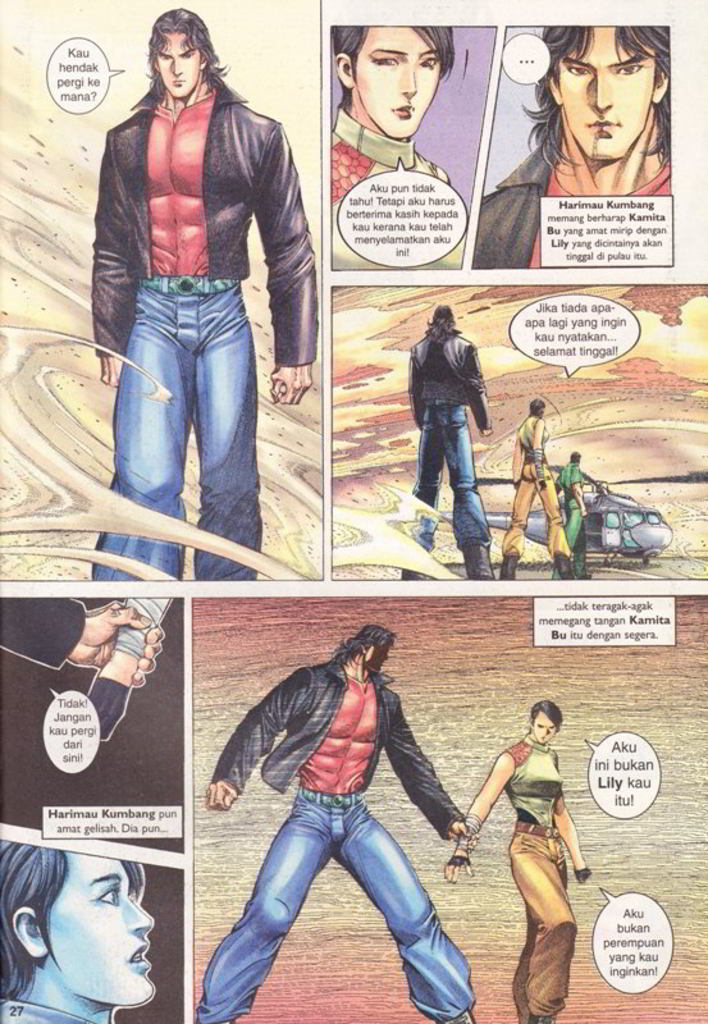 Kau
hendak
pergi ke
mana?
Aku pun tidak
tahu! Tetapi aku harus
berterima kasih kepada
kau kerana kau telah
menyelamatkan aku
ini!
...
Harimau Kumbang
memang berharap Kamita
Bu yang amat mirip dengan
Lily yang dicintainya akan
tinggal di pulau itu.
Jika tiada apa-
apa lagi yang ingin
kau nyatakan...
selamat tinggal!
Tidak!
Jangan
kau pergi
dari
sini!
Harimau Kumbang pun
amat gelisah. Dia pun...
...tidak teragak-agak
memegang tangan Kamita
Bu itu dengan segera.
Aku
ini bukan
Lily kau
itu!
Aku
bukan
perempuan
yang kau
inginkan!
27